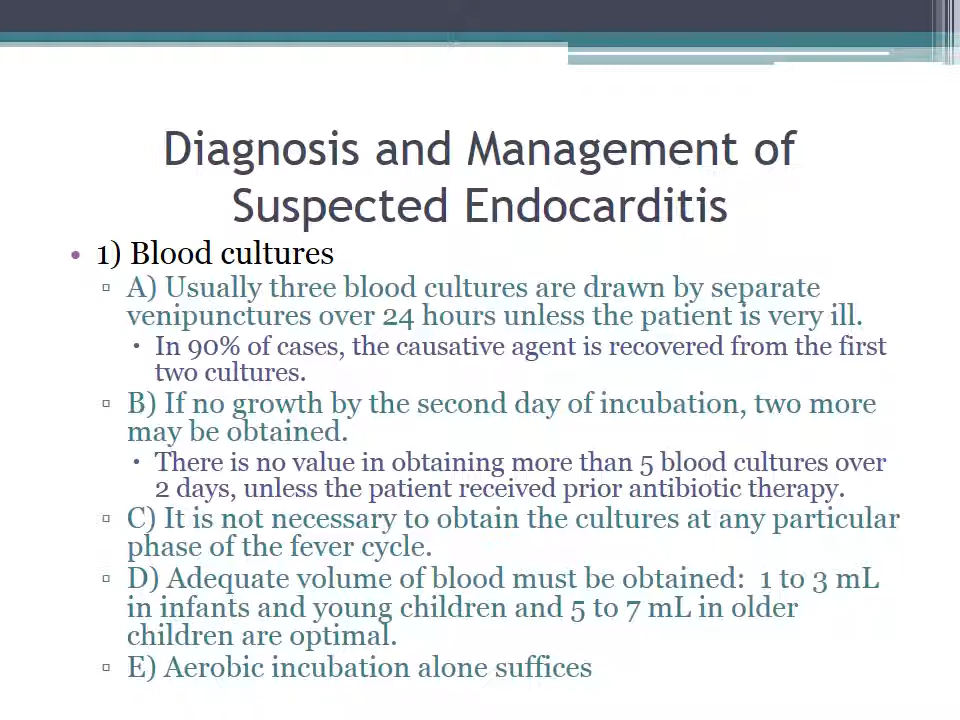 Diagnosis and Management of
Suspected Endocarditis
• 1) Blood cultures
▫ A) Usually three blood cultures are drawn by separate
venipunctures over 24 hours unless the patient is very ill.
· In 90% of cases, the causative agent is recovered from the first
two cultures.
▫ B) If no growth by the second day of incubation, two more
may be obtained.
· There is no value in obtaining more than 5 blood cultures over
2 days, unless the patient received prior antibiotic therapy.
▫ C) It is not necessary to obtain the cultures at any particular
phase of the fever cycle.
▫ D) Adequate volume of blood must be obtained: 1 to 3 mL
in infants and young children and 5 to 7 mL in older
children are optimal.
▫ E) Aerobic incubation alone suffices